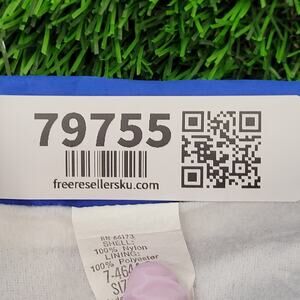 79755
freeresellersku.com
RN 66173
SHELL:
100% Nylon
LINING:
100% Polyester